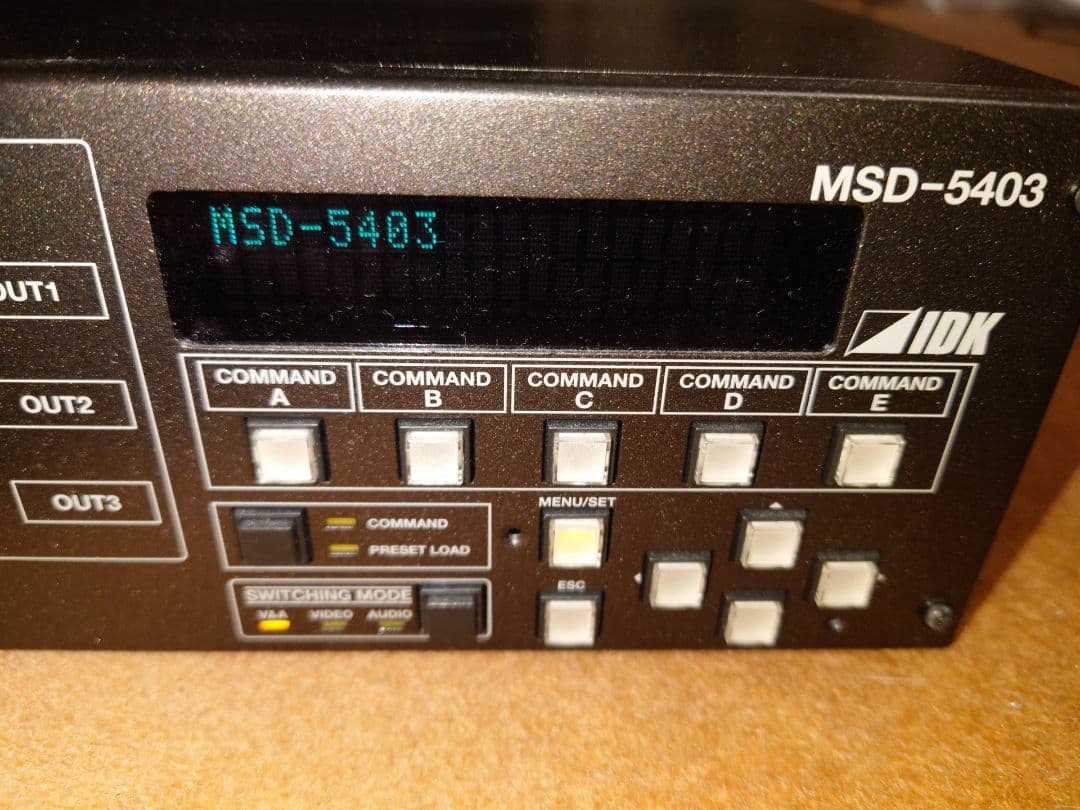 MSD-5403
MSD-5403
IDK
OUT1
OUT2
OUT3
COMMAND A
COMMAND B
COMMAND C
COMMAND D
COMMAND E
COMMAND
PRESET LOAD
SWITCHING MODE
V&A VIDEO AUDIO
MENU/SET
ESC